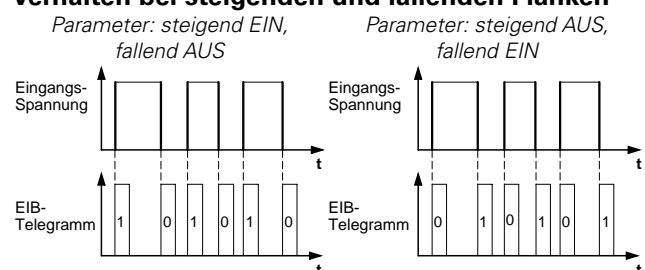 Verhalten bei steigenden und fallenden Flanken
Parameter: steigend EIN,
fallend AUS
Eingangs-
Spannung
t
EIB-
Telegramm
1 0 1 0 1 0
t
Parameter: steigend AUS,
fallend EIN
Eingangs-
Spannung
t
EIB-
Telegramm
0 1 0 1 0 1
t